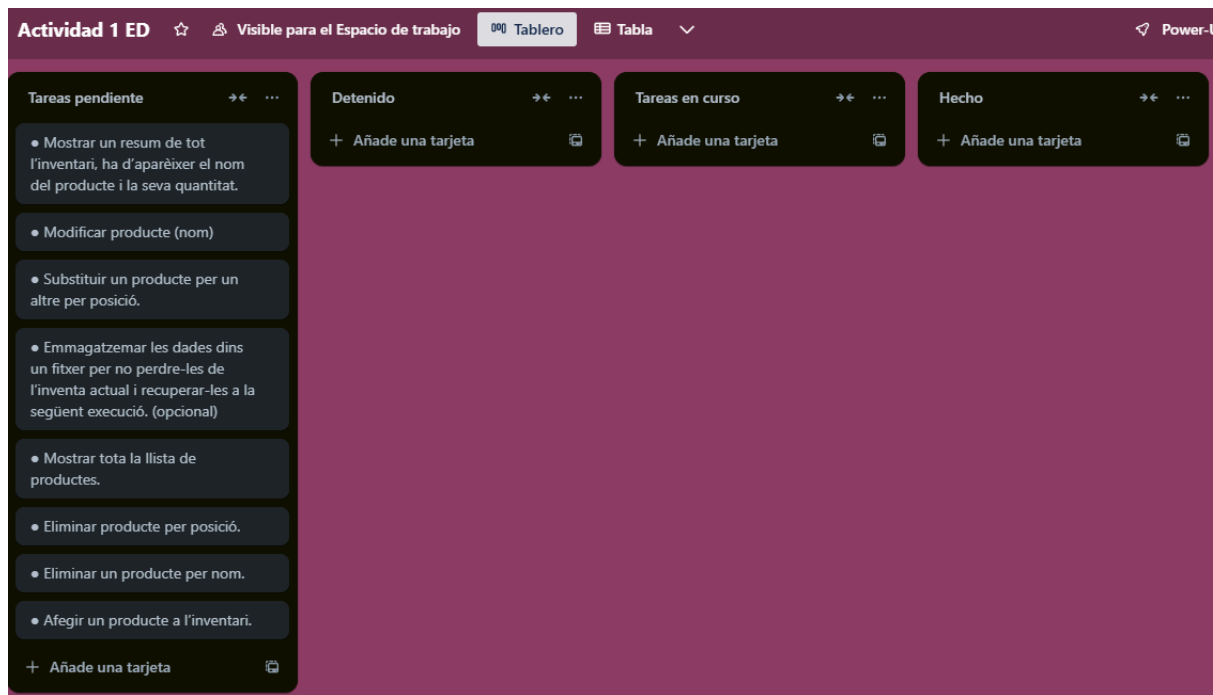 Actividad 1 ED Visible para el Espacio de trabajo Tablero Tabla
Tareas pendiente
● Mostrar un resum de tot
l'inventari, ha d'aparèixer el nom
del producte i la seva quantitat.
● Modificar producte (nom)
● Substituir un producte per un
altre per posició.
● Emmagatzemar les dades dins
un fitxer per no perdre-les de
l'inventa actual i recuperar-les a la
següent execució. (opcional)
● Mostrar tota la llista de
productes.
● Eliminar producte per posició.
● Eliminar un producte per nom.
● Afegir un producte a l'inventari.
+ Añade una tarjeta
Detenido
+ Añade una tarjeta
Tareas en curso
+ Añade una tarjeta
Hecho
+ Añade una tarjeta